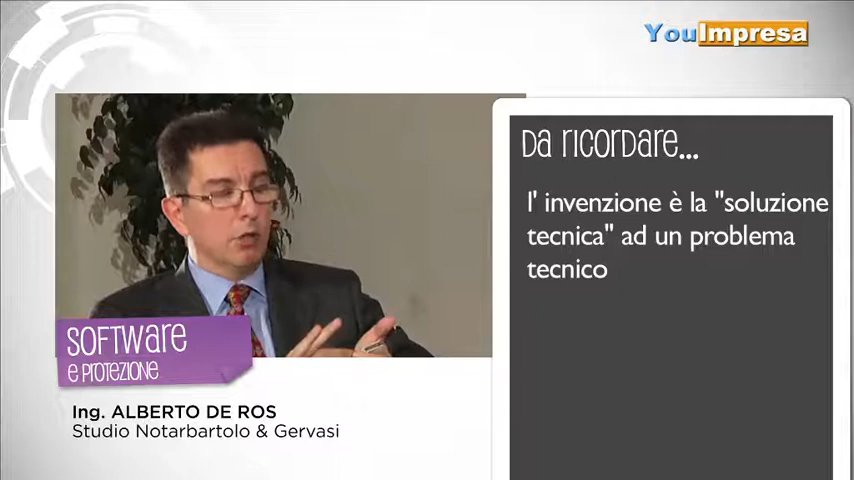 YouImpresa
Da ricordare...
l' invenzione è la "soluzione
tecnica" ad un problema
tecnico
SOFTWare
e PrOTEZIONE
Ing. ALBERTO DE ROS
Studio Notarbartolo & Gervasi